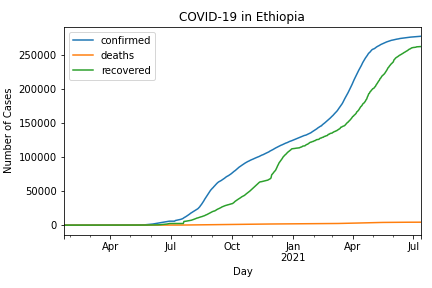 COVID-19 in Ethiopia
confirmed
deaths
recovered
Number of Cases
250000
200000
150000
100000
50000
0
Apr Jul Oct Jan Apr Jul
2021
Day